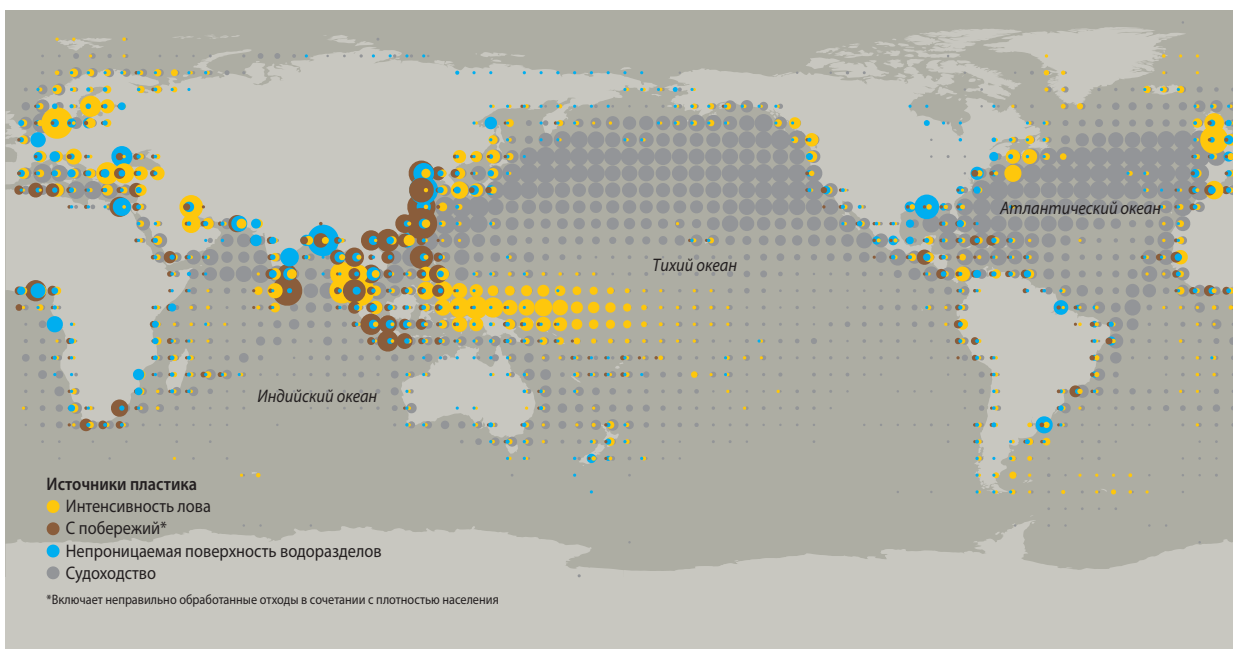 Атлантический океан
Тихий океан
Индийский океан
Источники пластика
Интенсивность лова
С побережий*
Непроницаемая поверхность водоразделов
Судоходство
*Включает неправильно обработанные отходы в сочетании с плотностью населения